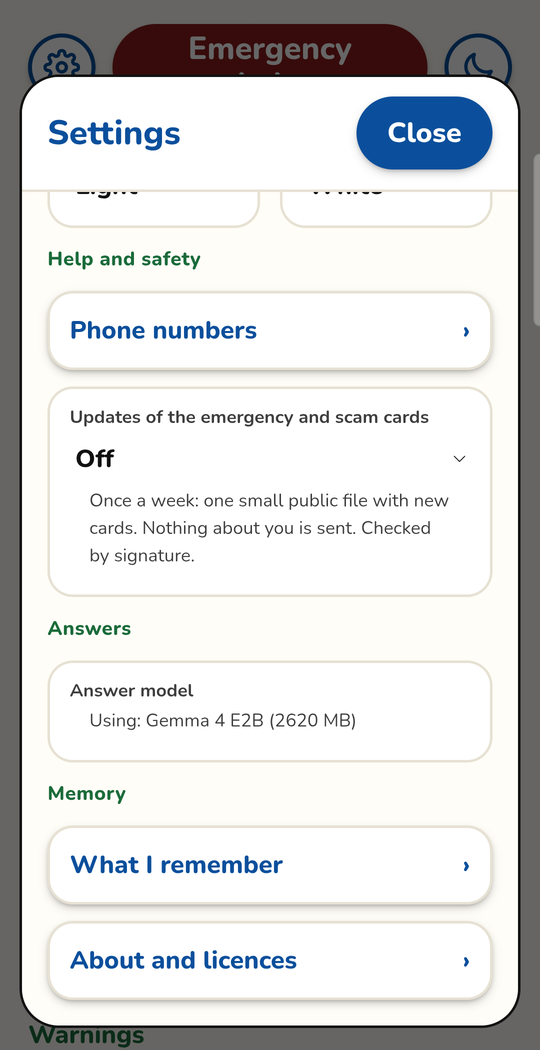 Emergency
Settings
Close
Light
White
Help and safety
Phone numbers
Updates of the emergency and scam cards
Off
Once a week: one small public file with new
cards. Nothing about you is sent. Checked
by signature.
Answers
Answer model
Using: Gemma 4 E2B (2620 MB)
Memory
What I remember
About and licences
Warnings